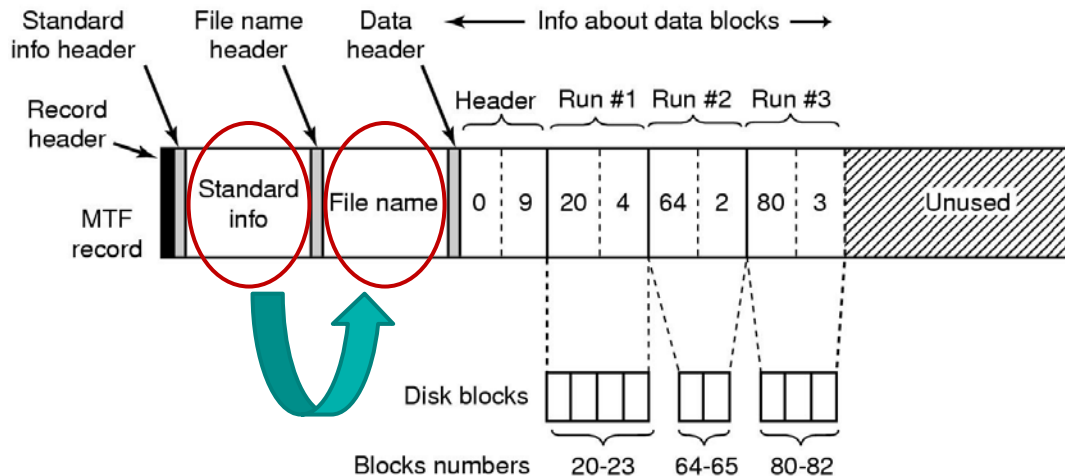 Standard
info header
File name
header
Data
header
Info about data blocks
Record
header
Header
Run #1
Run #2
Run #3
MTF
record
Standard
info
File name
0 9 20 4 64 2 80 3
Unused
Disk blocks
Blocks numbers 20-23 64-65 80-82